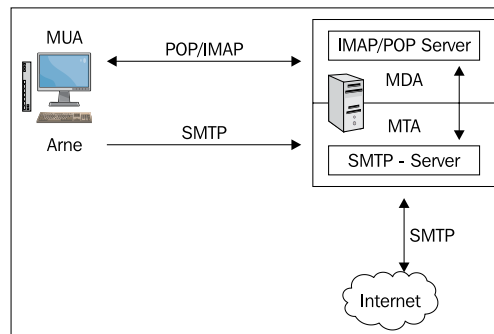 MUA
POP/IMAP
IMAP/POP Server
MDA
MTA
Arne
SMTP
SMTP - Server
SMTP
Internet